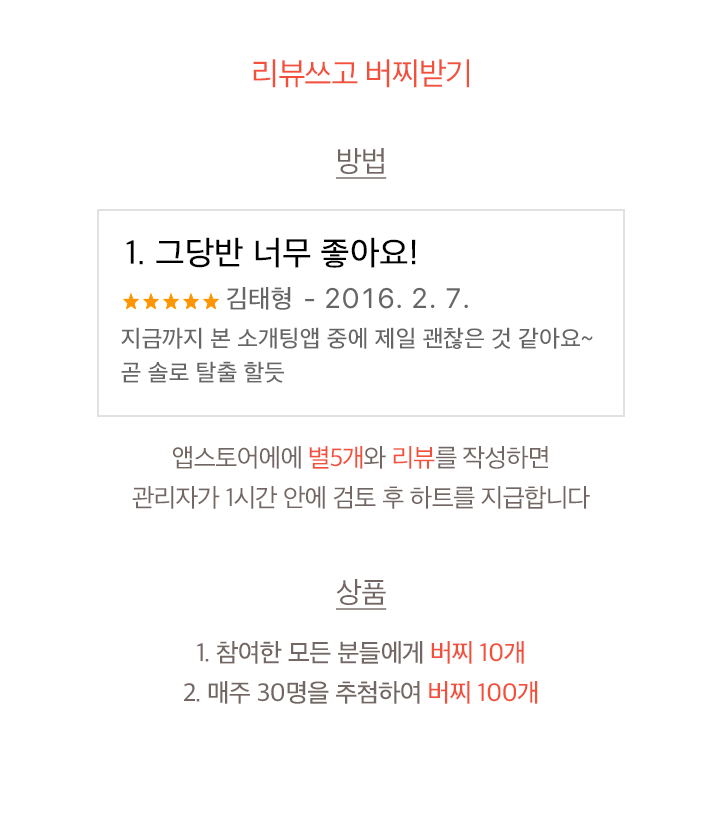 리뷰쓰고 버찌받기
방법
1. 그당반 너무 좋아요!
★★★★★ 김태형 - 2016. 2. 7.
지금까지 본 소개팅앱 중에 제일 괜찮은 것 같아요~
곧 솔로 탈출 할듯
앱스토어에에 별5개와 리뷰를 작성하면
관리자가 1시간 안에 검토 후 하트를 지급합니다
상품
1. 참여한 모든 분들에게 버찌 10개
2. 매주 30명을 추첨하여 버찌 100개